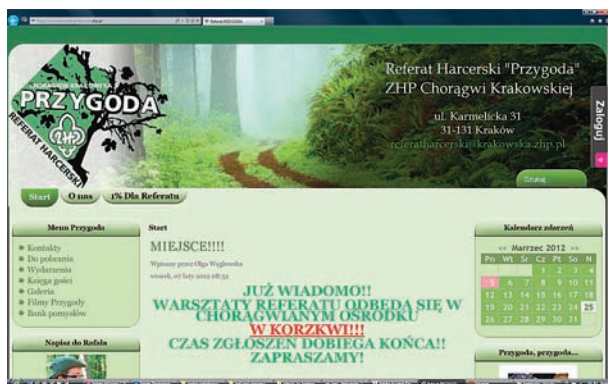 Referat Harcerski "Przygoda"
ZHP Chorągwi Krakowskiej
ul. Karmelicka 31
31-131 Kraków
referatharcerski@krakowska.zhp.pl
CHORĄGIEW KRAKOWSKA
PRZYGODA
REFERAT HARCERSKI
Zaloguj
Szukaj
Start
O nas
1% Dla Referatu
Menu Przygoda
Kontakty
Do pobrania
Wydarzenia
Księga gości
Galeria
Filmy Przygody
Bank pomysłów
Napisz do Rafała
Start
MIEJSCE!!!!
Wpisany przez Olga Węglowska
wtorek, 07 luty 2012 08:52
JUŻ WIADOMO!!
WARSZTATY REFERATU ODBĘDĄ SIĘ W
CHORĄGWIANYM OŚRODKU
W KORZKWI!!!
CZAS ZGŁOSZEŃ DOBIEGA KOŃCA!!
ZAPRASZAMY!
Kalendarz zdarzeń
<< Marrzec 2012 >>
Pn Wt Śr Cz Pt So N
1 2 3 4
5 6 7 8 9 10 11
12 13 14 15 16 17 18
19 20 21 22 23 24 25
26 27 28 29 30 31
Przygoda, przygoda...